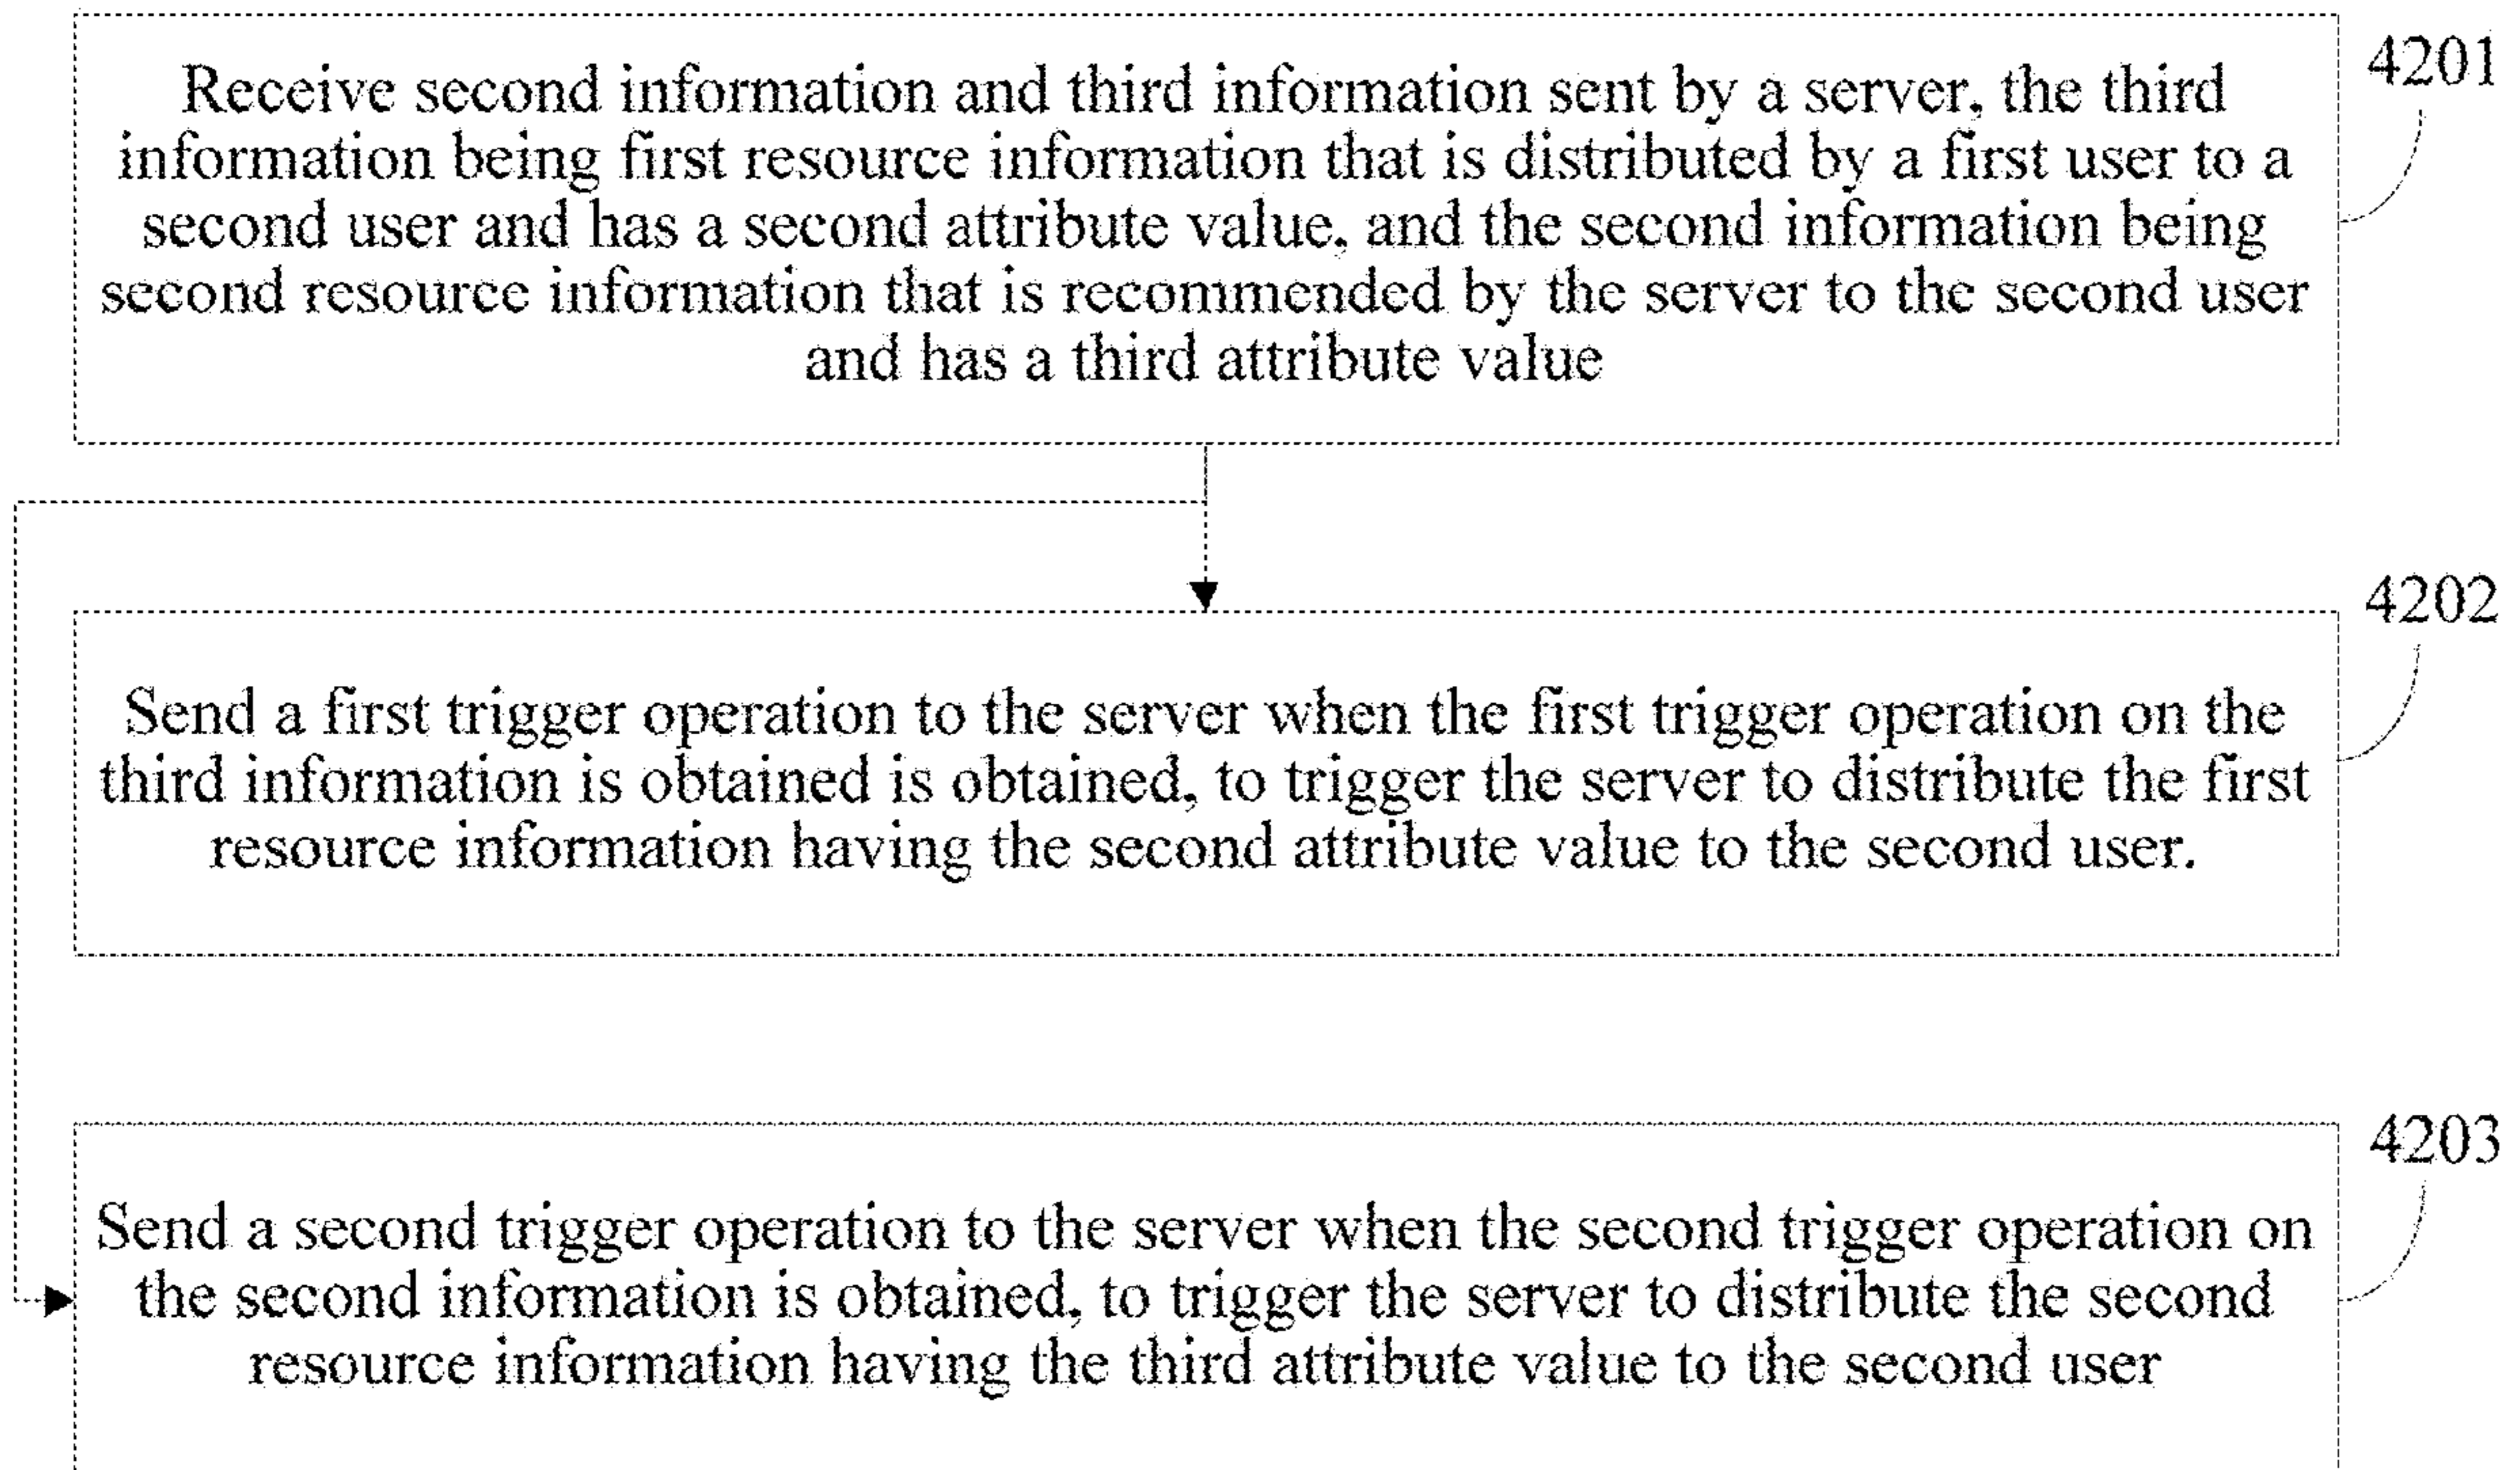 4201
Receive second information and third information sent by a server, the third
information being first resource information that is distributed by a first user to a
second user and has a second attribute value, and the second information being
second resource information that is recommended by the server to the second user
and has a third attribute value
4202
Send a first trigger operation to the server when the first trigger operation on the
third information is obtained is obtained, to trigger the server to distribute the first
resource information having the second attribute value to the second user.
4203
Send a second trigger operation to the server when the second trigger operation on
the second information is obtained, to trigger the server to distribute the second
resource information having the third attribute value to the second user